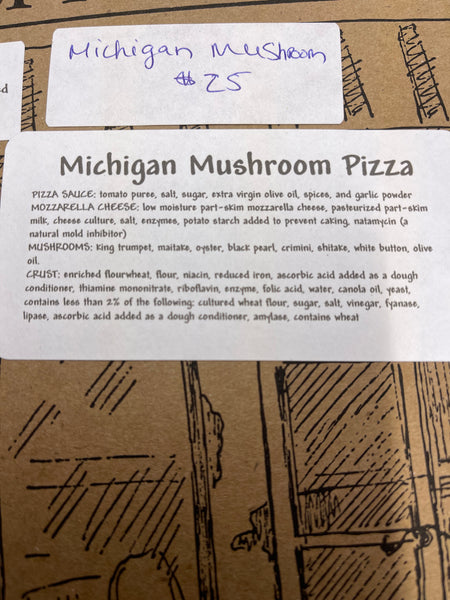 Michigan Mushroom
$25
Michigan Mushroom Pizza
PIZZA SAUCE: tomato puree, salt, sugar, extra virgin olive oil, spices, and garlic powder
MOZZARELLA CHEESE: low moisture part-skim mozzarella cheese, pasteurized part-skim
milk, cheese culture, salt, enzymes, potato starch added to prevent caking, natamycin (a
natural mold inhibitor)
MUSHROOMS: King trumpet, maitake, oyster, black pearl, crimini, shitake, white button, olive
oil.
CRUST: enriched flourwheat, flour, niacin, reduced iron, ascorbic acid added as a dough
conditioner, thiamine mononitrate, riboflavin, enzyme, folic acid, water, canola oil, yeast,
contains less than 2% of the following: cultured wheat flour, sugar, salt, vinegar, fyanase,
lipase, ascorbic acid added as a dough conditioner, amylase, contains wheat